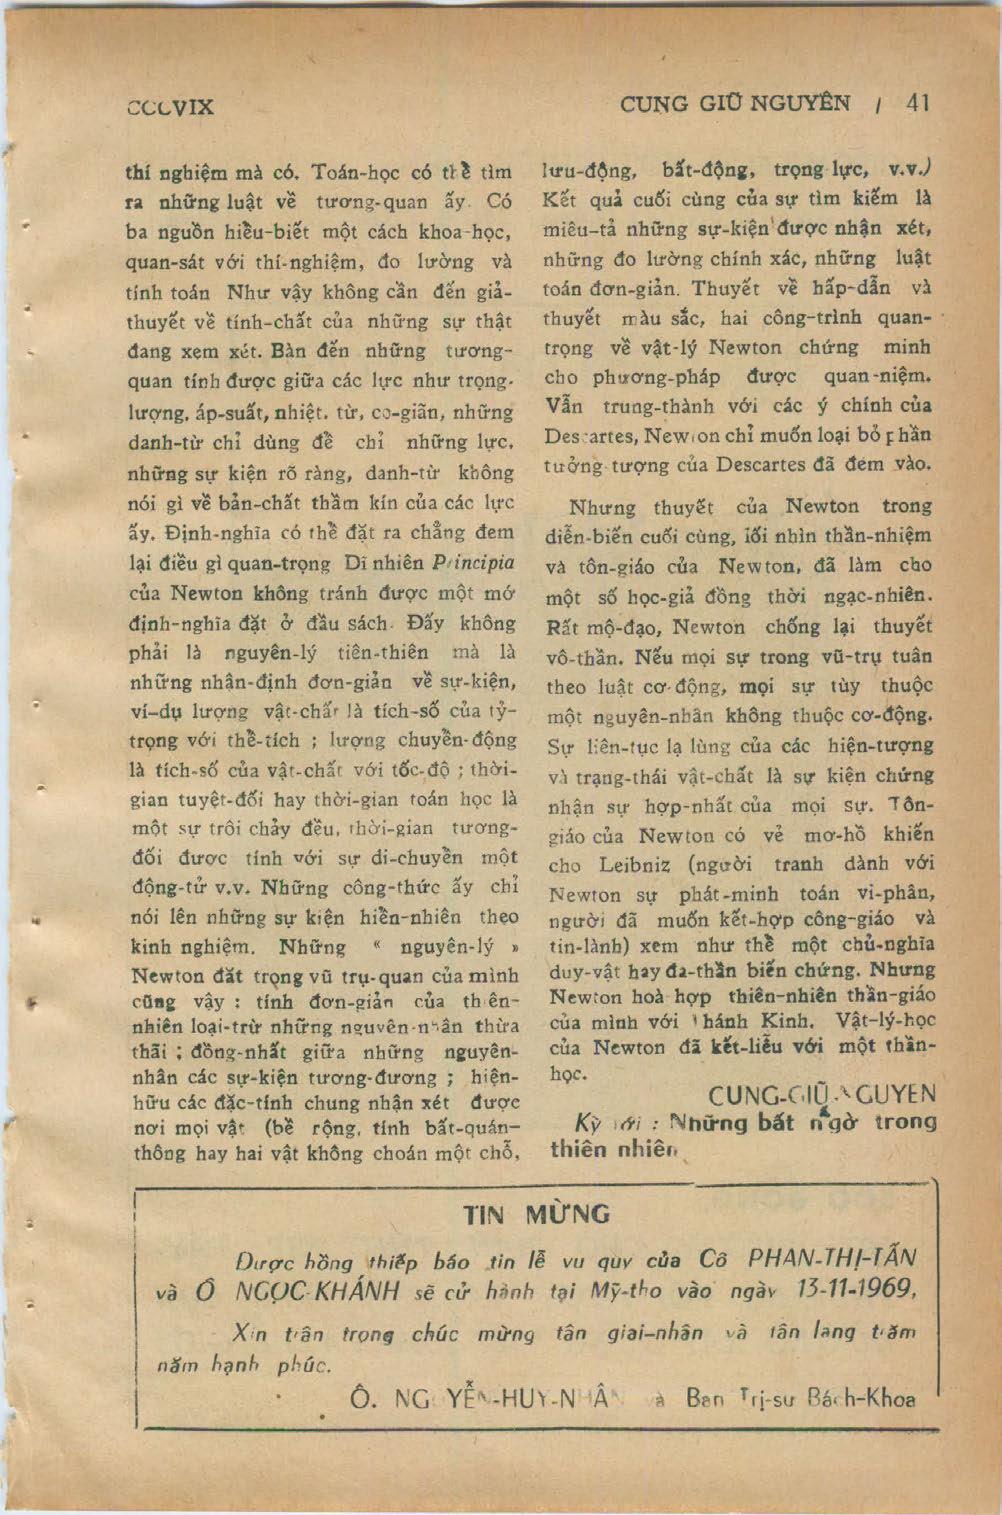 CCCVIX
CUNG GIŨ NGUYÊN / 41
thí nghiệm mà có. Toán-học có thể tìm
ra những luật về tương-quan ấy. Có
ba nguồn hiểu-biết một cách khoa-học,
quan-sát với thí-nghiệm, đo lường và
tính toán Như vậy không cần đến giả-
thuyết về tính-chất của những sự thật
đang xem xét. Bàn đến những tương-
quan tính được giữa các lực như trọng-
lượng, áp-suất, nhiệt, từ, co-giãn, những
danh-từ chỉ dùng để chỉ những lực,
những sự kiện rõ ràng, danh-từ không
nói gì về bản-chất thầm kín của các lực
ấy. Định-nghĩa có thể đặt ra chẳng đem
lại điều gì quan-trọng Dĩ nhiên Principia
của Newton không tránh được một mớ
định-nghĩa đặt ở đầu sách. Đấy không
phải là nguyên-lý tiên-thiên mà là
những nhận-định đơn-giản về sự-kiện,
ví-dụ lượng vật-chất là tích-số của tỷ-
trọng với thể-tích ; lượng chuyển-động
là tích-số của vật-chất với tốc-độ ; thời-
gian tuyệt-đối hay thời-gian toán học là
một sự trôi chảy đều, thời-gian tương-
đối được tính với sự di-chuyển một
động-tử v.v. Những công-thức ấy chỉ
nói lên những sự kiện hiển-nhiên theo
kinh nghiệm. Những « nguyên-lý »
Newton đặt trong vũ trụ-quan của mình
cũng vậy : tính đơn-giản của thiên-
nhiên loại-trừ những nguyên-nhân thừa
thãi ; đồng-nhất giữa những nguyên-
nhân các sự-kiện tương-đương ; hiện-
hữu các đặc-tính chung nhận xét được
nơi mọi vật (bề rộng, tính bất-quán-
thông hay hai vật không choán một chỗ,
lưu-động, bất-động, trọng lực, v.v.)
Kết quả cuối cùng của sự tìm kiếm là
miêu-tả những sự-kiện được nhận xét,
những đo lường chính xác, những luật
toán đơn-giản. Thuyết về hấp-dẫn và
thuyết màu sắc, hai công-trình quan-
trọng về vật-lý Newton chứng minh
cho phương-pháp được quan-niệm.
Vẫn trung-thành với các ý chính của
Descartes, Newton chỉ muốn loại bỏ phần
tưởng-tượng của Descartes đã đem vào.
Nhưng thuyết của Newton trong
diễn-biến cuối cùng, lối nhìn thần-nhiệm
và tôn-giáo của Newton, đã làm cho
một số học-giả đồng thời ngạc-nhiên.
Rất mộ-đạo, Newton chống lại thuyết
vô-thần. Nếu mọi sự trong vũ-trụ tuân
theo luật cơ-động, mọi sự tùy thuộc
một nguyên-nhân không thuộc cơ-động.
Sự liên-tục lạ lùng của các hiện-tượng
và trạng-thái vật-chất là sự kiện chứng
nhận sự hợp-nhất của mọi sự. Tôn-
giáo của Newton có vẻ mơ-hồ khiến
cho Leibniz (người tranh dành với
Newton sự phát-minh toán vi-phân,
người đã muốn kết-hợp công-giáo và
tin-lành) xem như thể một chủ-nghĩa
duy-vật hay đa-thần biến chứng. Nhưng
Newton hoà hợp thiên-nhiên thần-giáo
của mình với Thánh Kinh. Vật-lý-học
của Newton đã kết-liễu với một thần-
học.
CUNG-GIŨ NGUYEN
Kỳ tới : Những bất ngờ trong
thiên nhiên
TIN MỪNG
Được hồng thiếp báo tin lễ vu quy của Cô PHAN-THỊ-TẤN
và Ô NGỌC-KHÁNH sẽ cử hành tại Mỹ-tho vào ngày 13-11-1969,
Xin trân trọng chúc mừng tân giai-nhân và tân lang trăm
năm hạnh phúc.
Ô. NGUYỄN-HUY-NHÂN và Ban Trị-sự Bách-Khoa